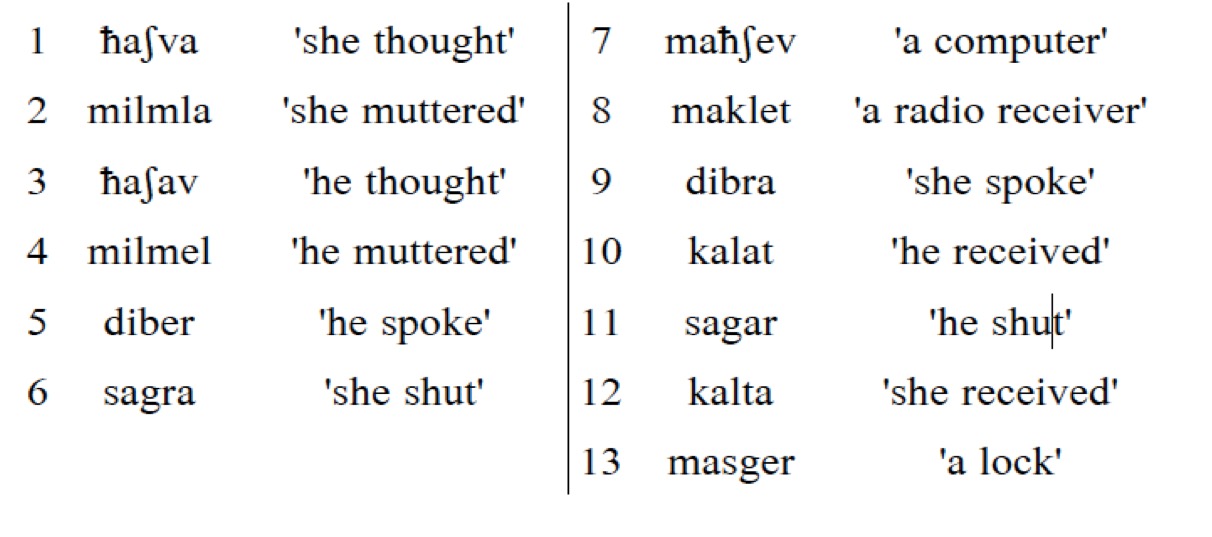 1 ħaʃva 'she thought'
2 milmla 'she muttered'
3 ħaʃav 'he thought'
4 milmel 'he muttered'
5 diber 'he spoke'
6 sagra 'she shut'
7 maħʃev 'a computer'
8 maklet 'a radio receiver'
9 dibra 'she spoke'
10 kalat 'he received'
11 sagar 'he shut'
12 kalta 'she received'
13 masger 'a lock'